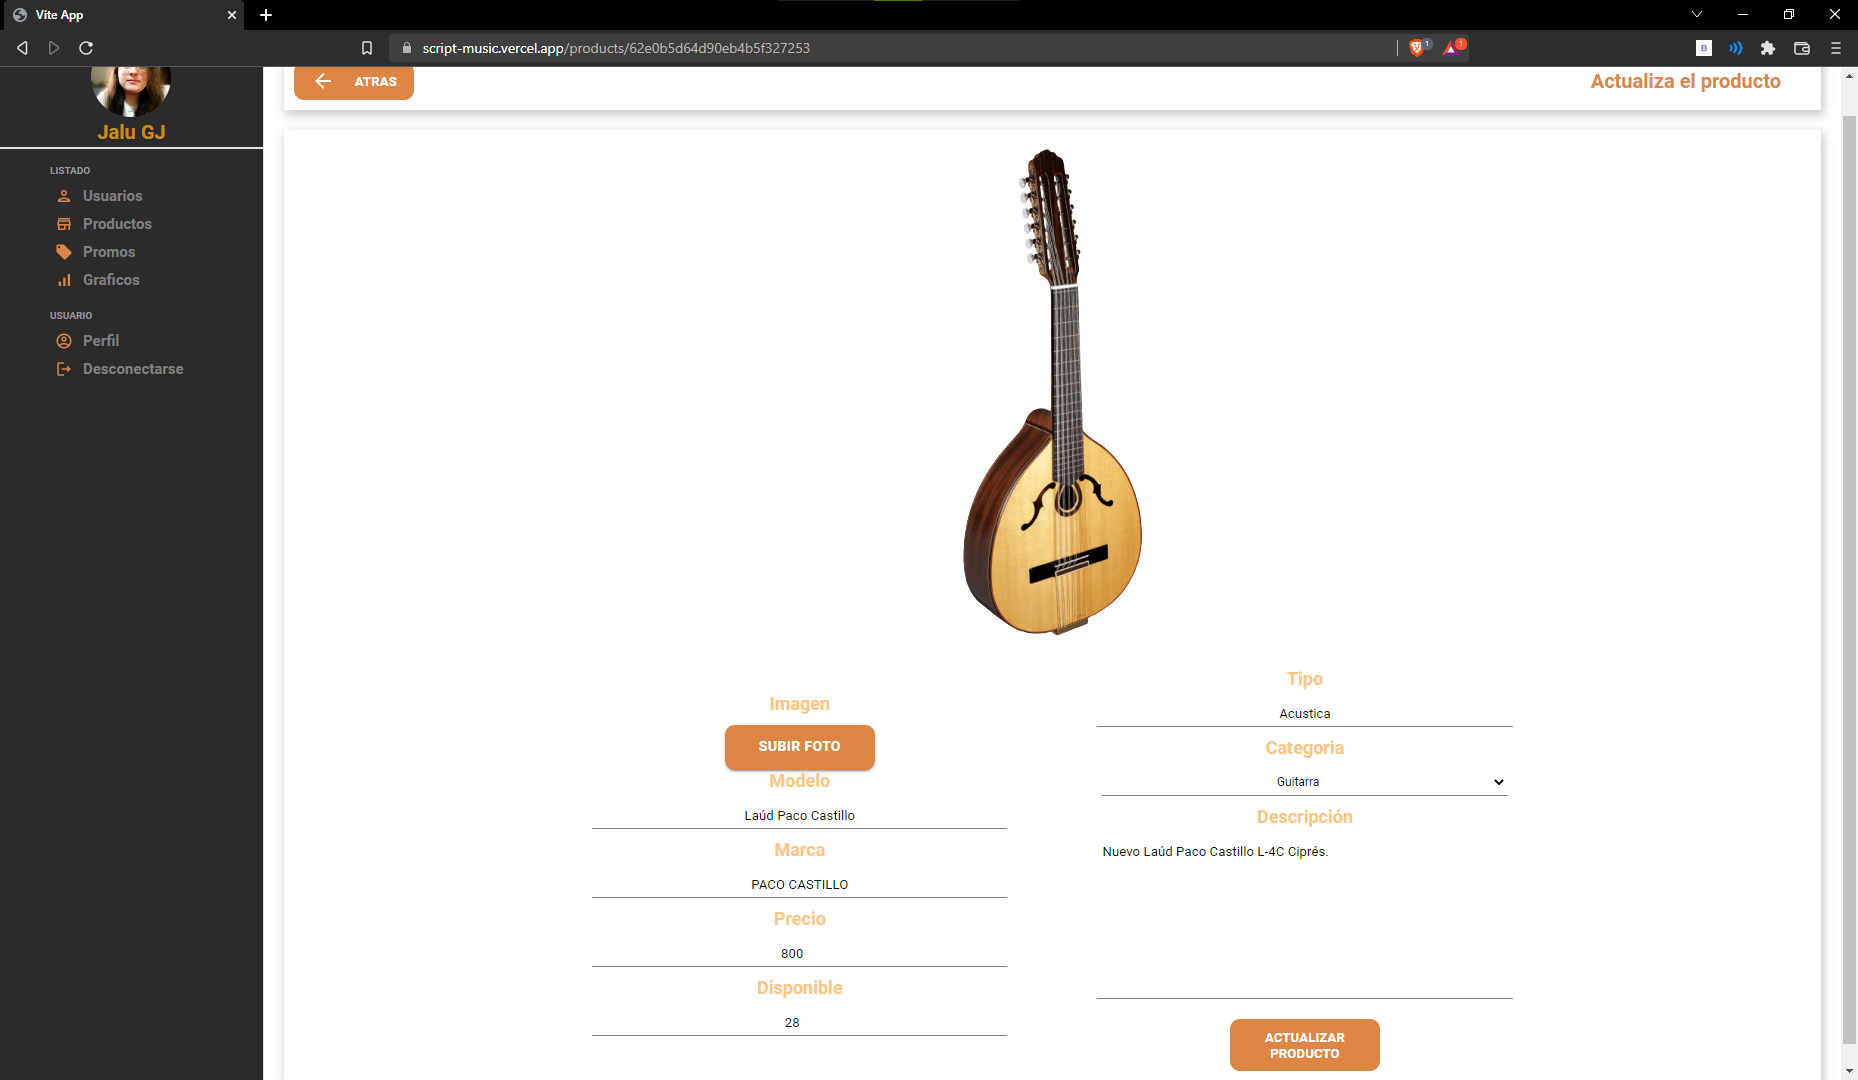 Vite App
script-music.vercel.app/products/62e0b5d64d90eb4b5f327253
1
1
B
Jalu GJ
LISTADO
Usuarios
Productos
Promos
Graficos
USUARIO
Perfil
Desconectarse
ATRAS
Actualiza el producto
Imagen
SUBIR FOTO
Modelo
Laúd Paco Castillo
Marca
PACO CASTILLO
Precio
800
Disponible
28
Tipo
Acustica
Categoria
Guitarra
Descripción
Nuevo Laúd Paco Castillo L-4C Ciprés.
ACTUALIZAR
PRODUCTO